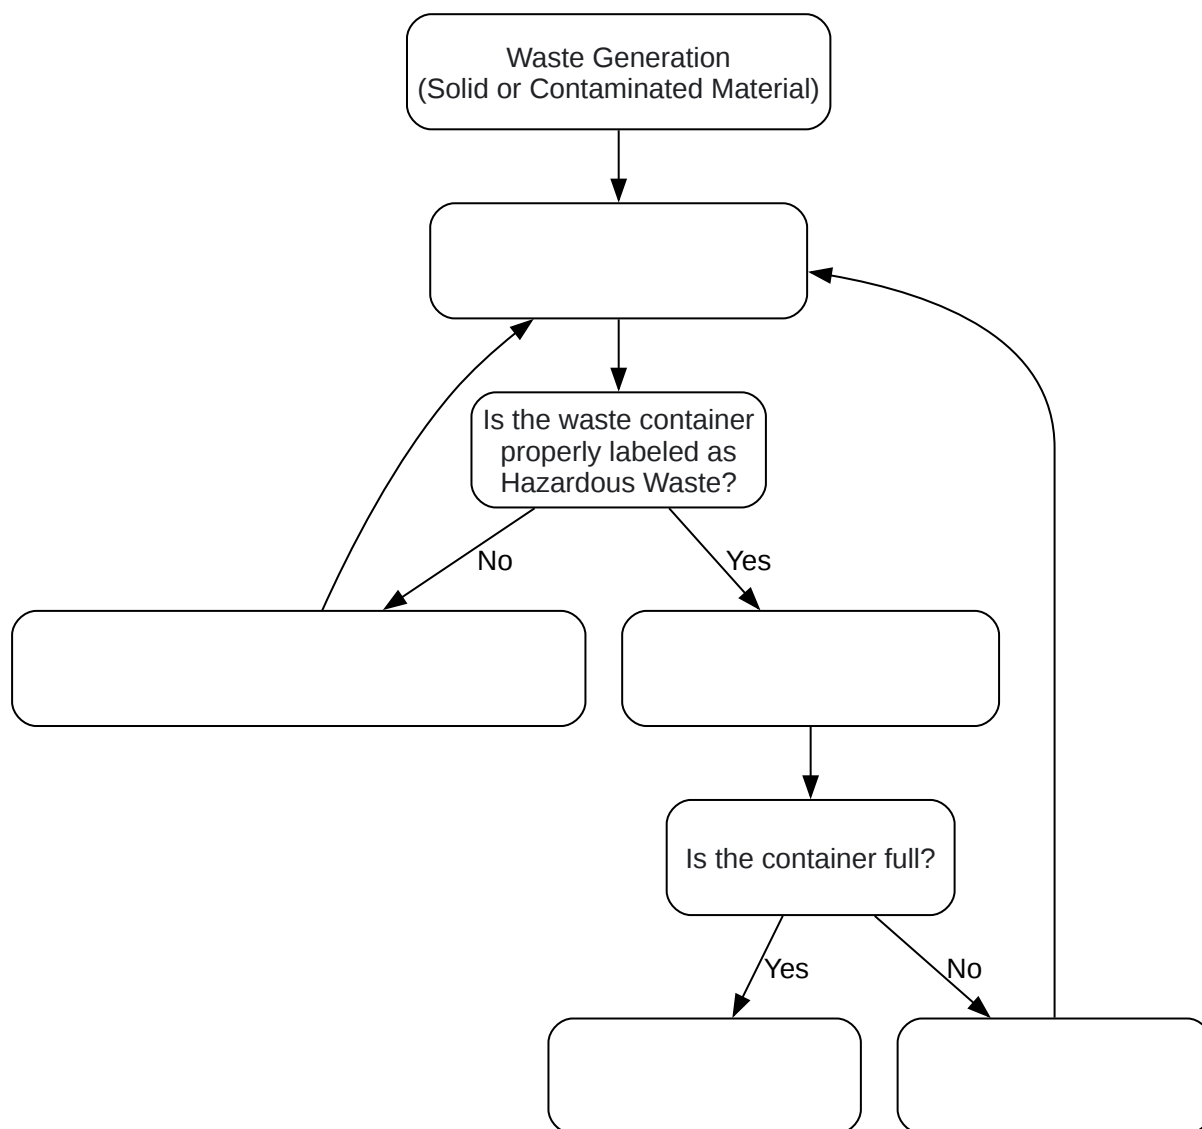 Waste Generation
(Solid or Contaminated Material)
Is the waste container
properly labeled as
Hazardous Waste?
No
Yes
Is the container full?
Yes
No